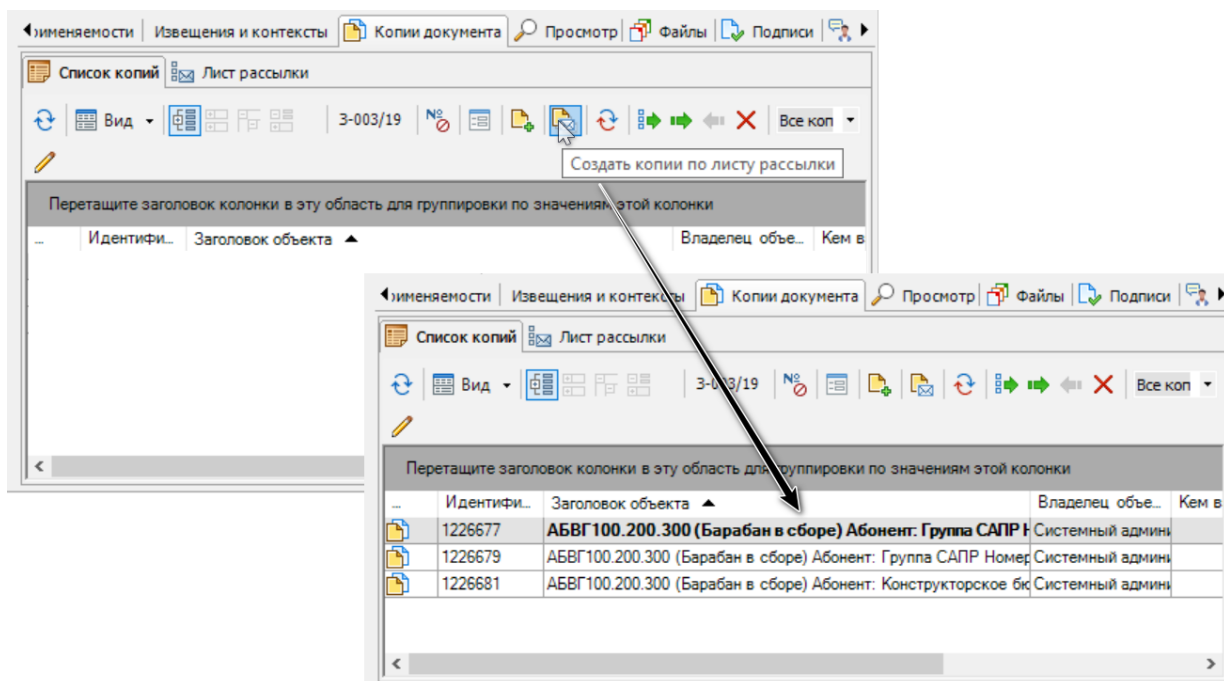 рименяемости Извещения и контексты Копии документа Просмотр Файлы Подписи
Список копий Лист рассылки
Вид 3-003/19 № Все коп
Создать копии по листу рассылки
Перетащите заголовок колонки в эту область для группировки по значениям этой колонки
... Идентифи... Заголовок объекта Владелец объе... Кем в
именяемости Извещения и контексты Копии документа Просмотр Файлы Подписи
Список копий Лист рассылки
Вид 3-003/19 № Все коп
Перетащите заголовок колонки в эту область для группировки по значениям этой колонки
... Идентифи... Заголовок объекта Владелец объе... Кем в
1226677 АБВГ100.200.300 (Барабан в сборе) Абонент: Группа САПР Н Системный админи
1226679 АБВГ100.200.300 (Барабан в сборе) Абонент: Группа САПР Номер Системный админи
1226681 АБВГ100.200.300 (Барабан в сборе) Абонент: Конструкторское бю Системный админи